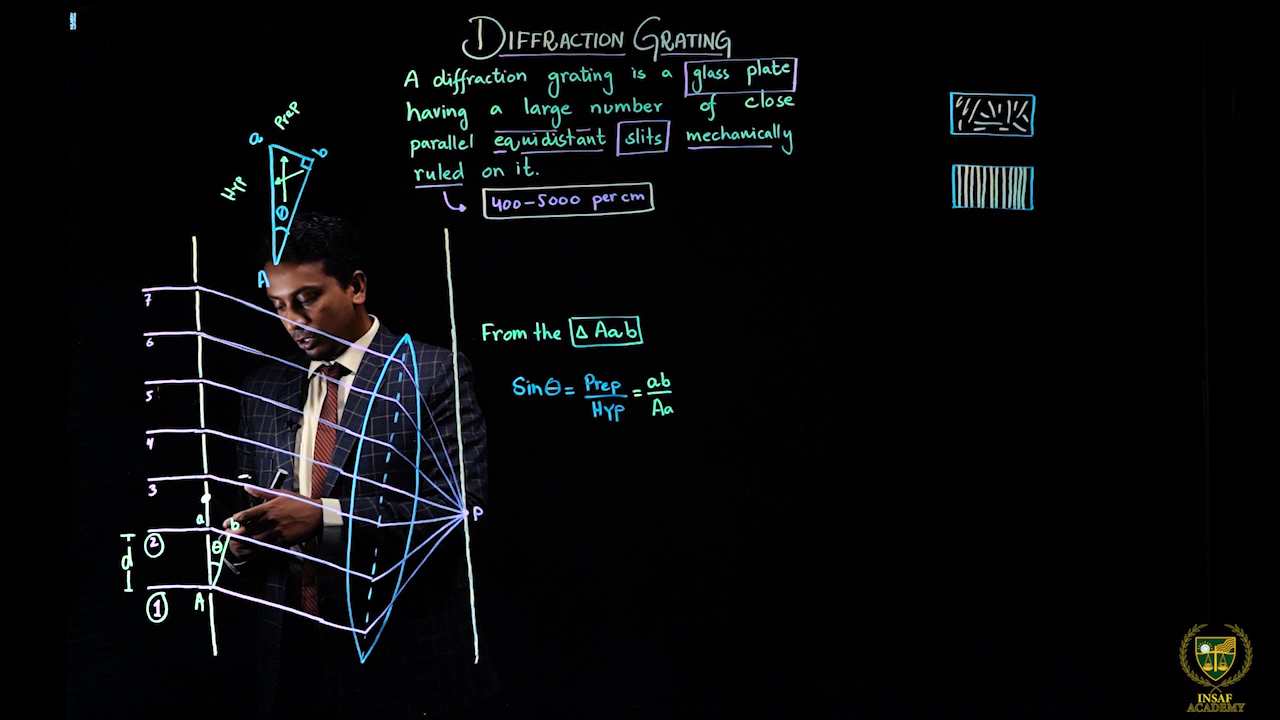 DIFFRACTION GRATING
A diffraction grating is a glass plate
having a large number of close
parallel equidistant slits mechanically
ruled on it.
400-5000 per cm
a Prep b
Hyp
θ
A
7
6
5
4
3
a
b
2
θ
d
1
A
P
From the Δ Aab
Sinθ = Prep/Hyp = ab/Aa
INSAF
ACADEMY